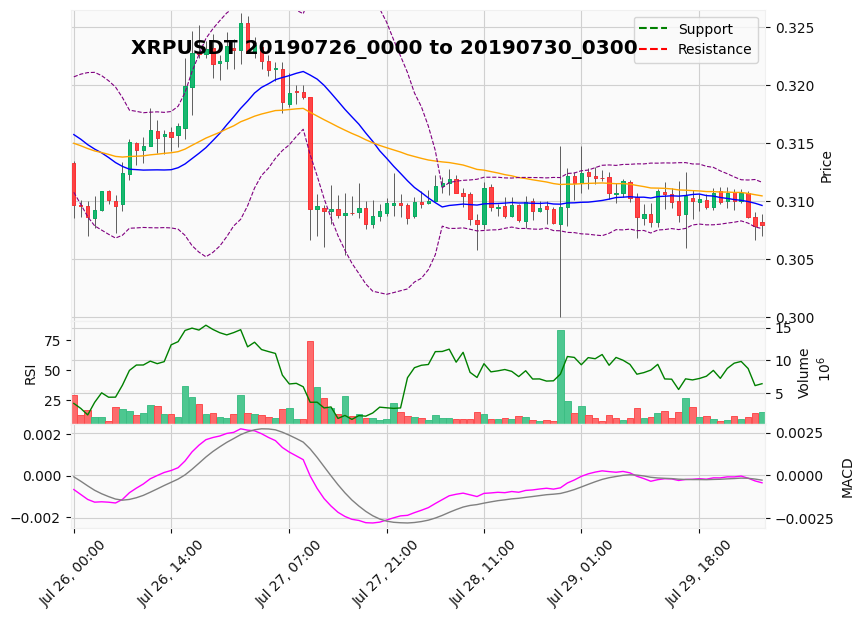 XRPUSDT 20190726_0000 to 20190730_0300
Support
Resistance
0.325
0.320
0.315
0.310
0.305
0.300
Price
75
50
25
RSI
15
10
5
Volume
10^6
0.002
0.000
−0.002
0.0025
0.0000
−0.0025
MACD
Jul 26, 00:00
Jul 26, 14:00
Jul 27, 07:00
Jul 27, 21:00
Jul 28, 11:00
Jul 29, 01:00
Jul 29, 18:00